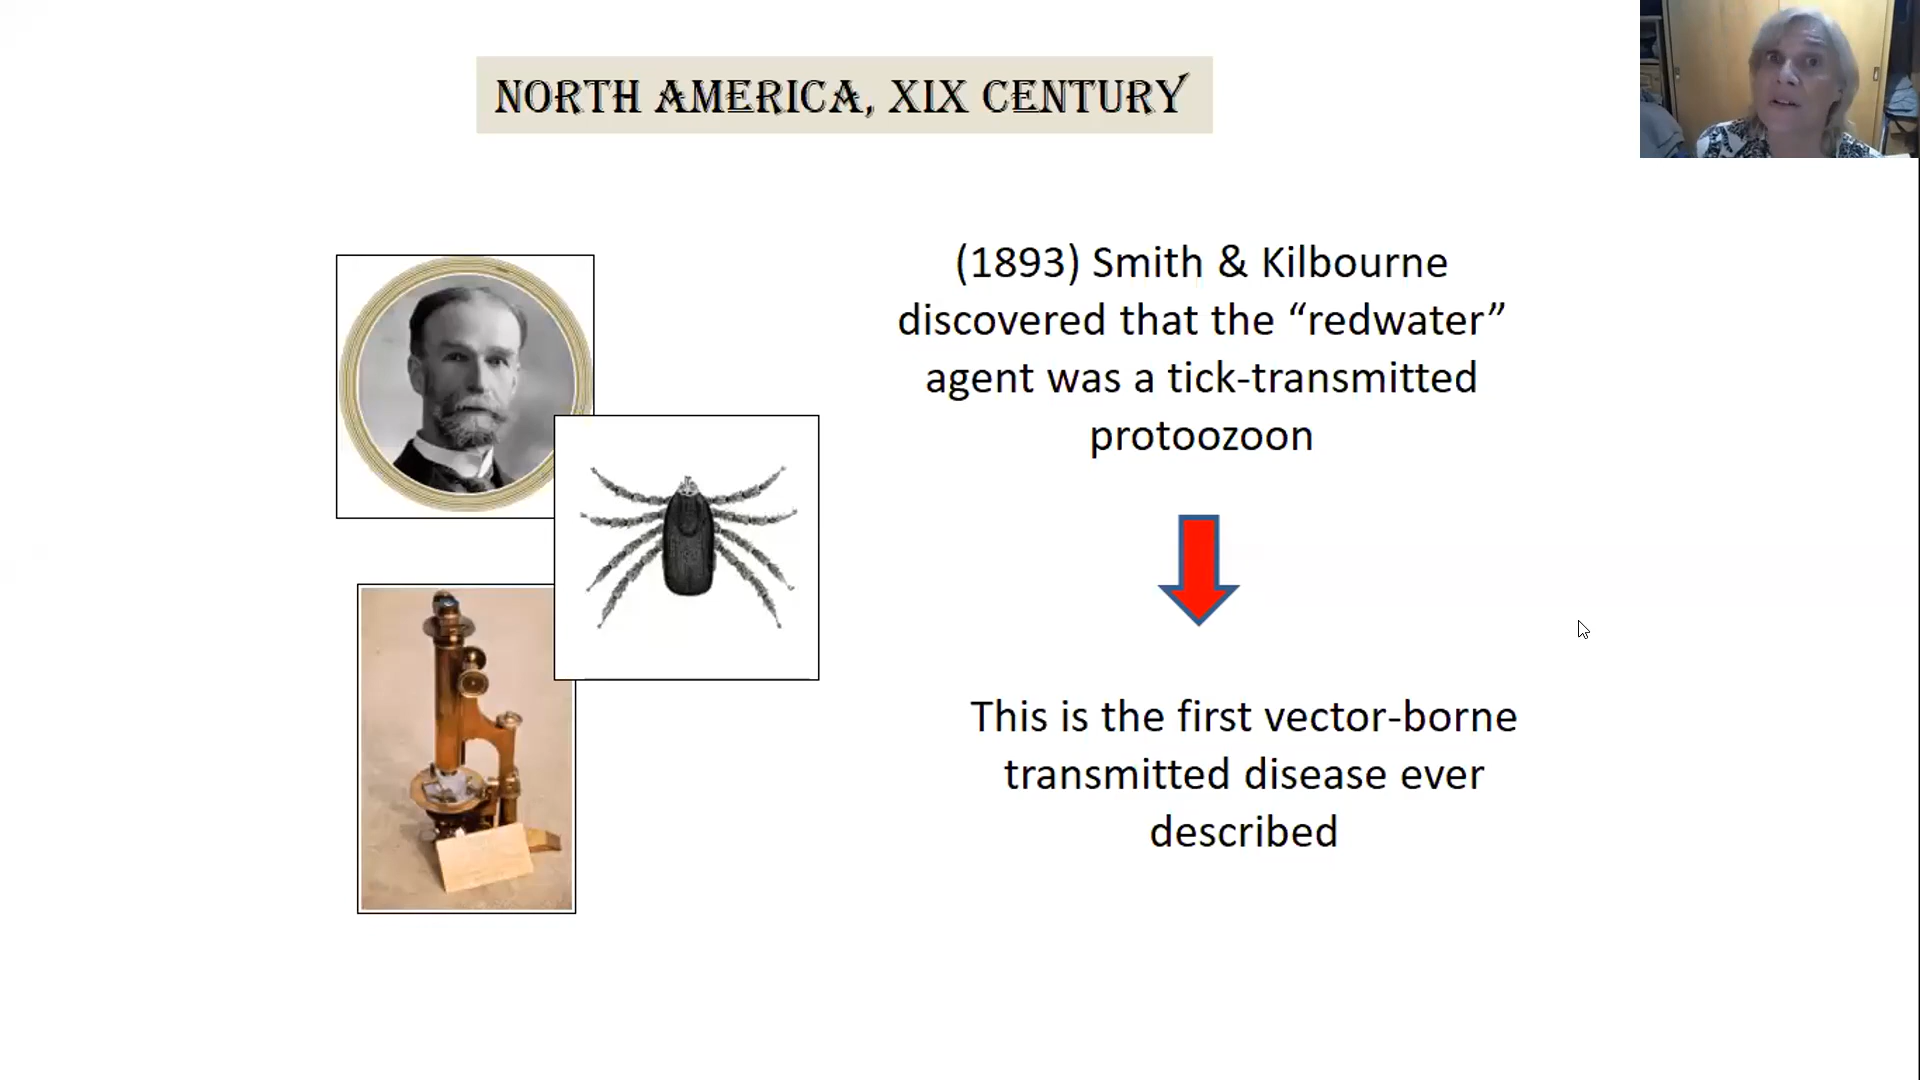 NORTH AMERICA, XIX CENTURY
(1893) Smith & Kilbourne
discovered that the “redwater”
agent was a tick-transmitted
protoozoon
This is the first vector-borne
transmitted disease ever
described